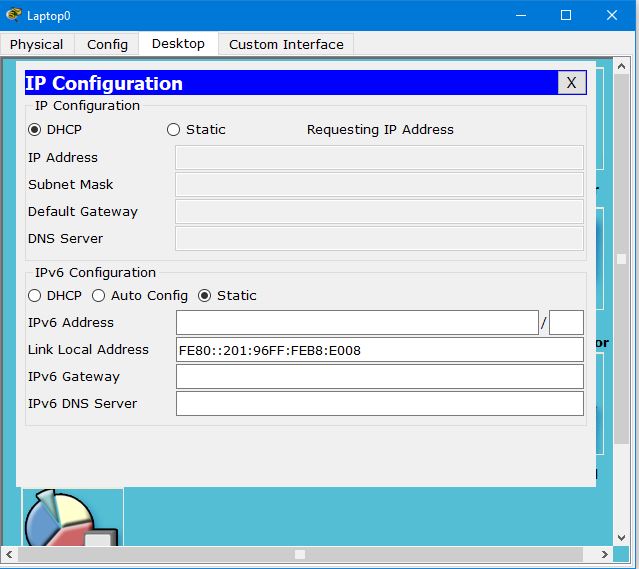 Laptop0
Physical Config Desktop Custom Interface
IP Configuration X
IP Configuration
DHCP Static Requesting IP Address
IP Address
Subnet Mask
Default Gateway
DNS Server
IPv6 Configuration
DHCP Auto Config Static
IPv6 Address /
Link Local Address FE80::201:96FF:FEB8:E008
IPv6 Gateway
IPv6 DNS Server
or